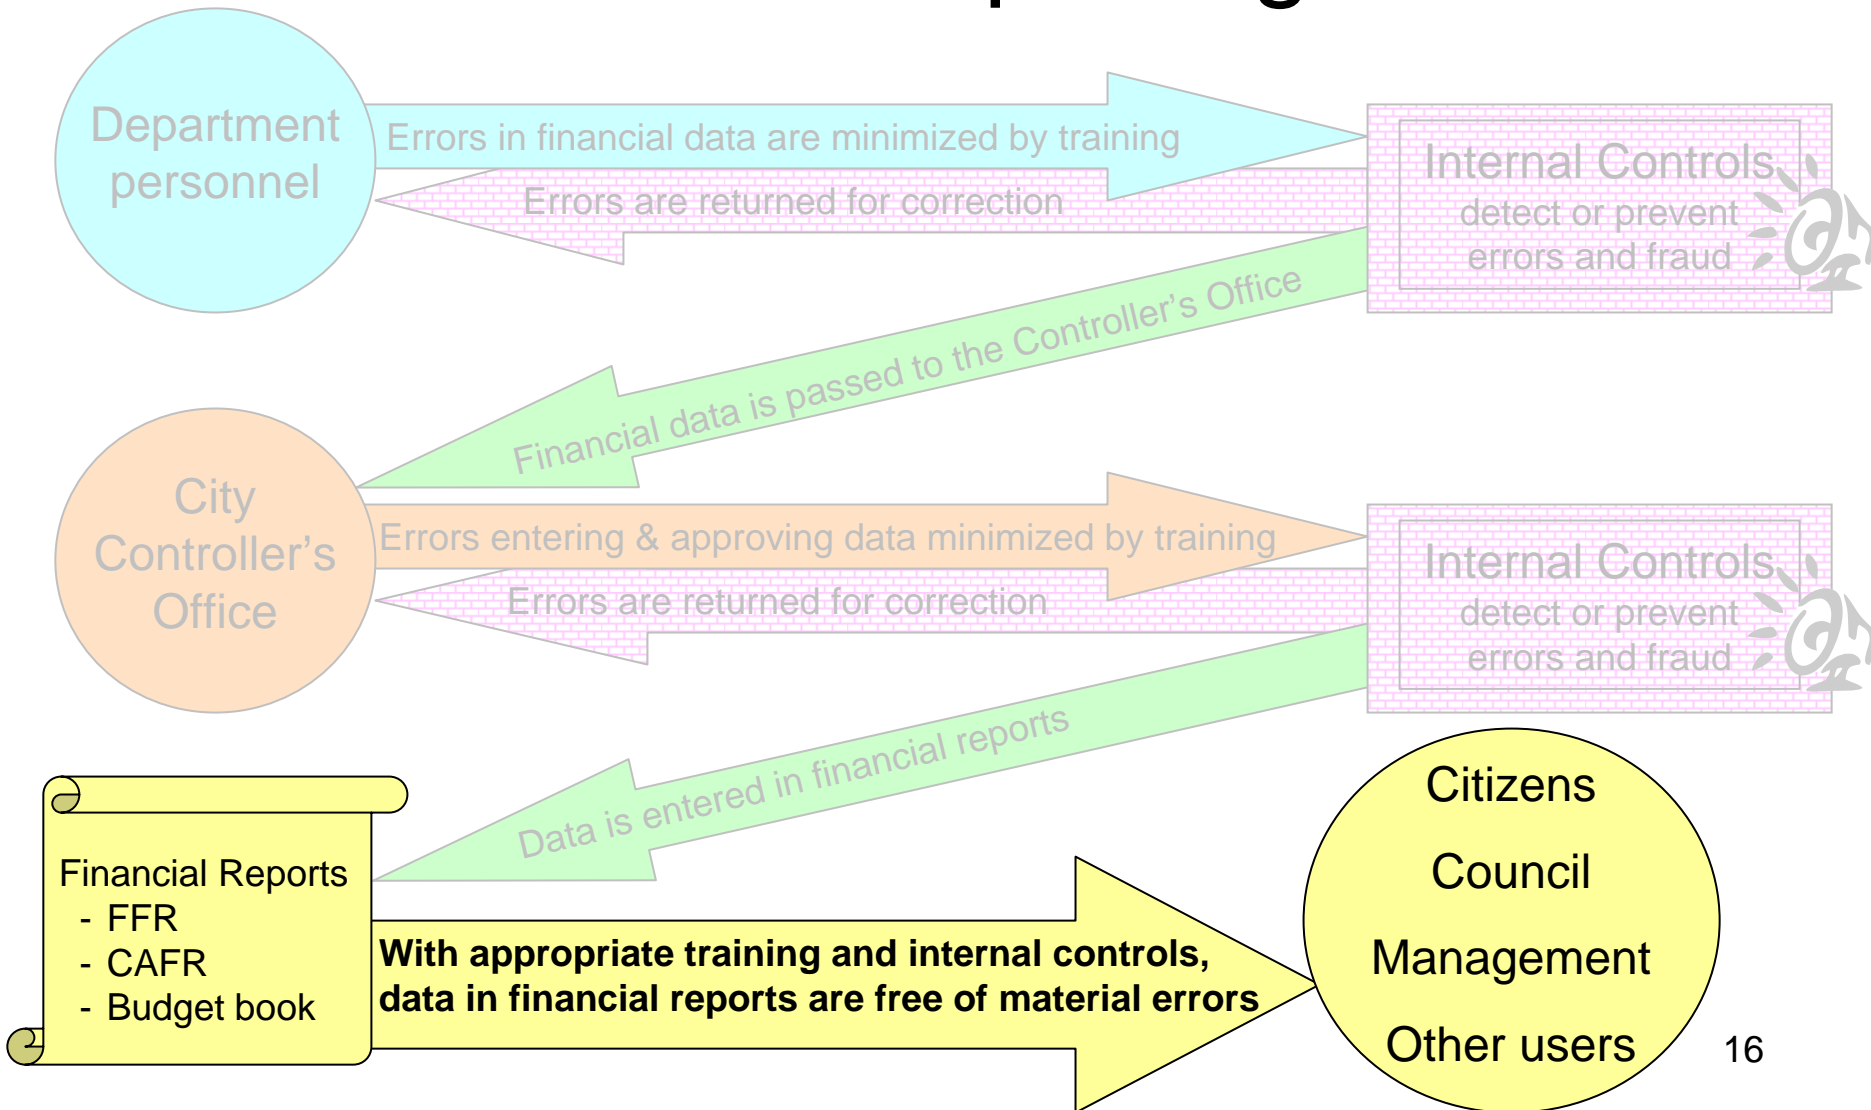 Department
personnel
Errors in financial data are minimized by training
Errors are returned for correction
Internal Controls
detect or prevent
errors and fraud
Financial data is passed to the Controller's Office
City
Controller's
Office
Errors entering & approving data minimized by training
Errors are returned for correction
Internal Controls
detect or prevent
errors and fraud
Data is entered in financial reports
Financial Reports
- FFR
- CAFR
- Budget book
With appropriate training and internal controls,
data in financial reports are free of material errors
Citizens
Council
Management
Other users
16